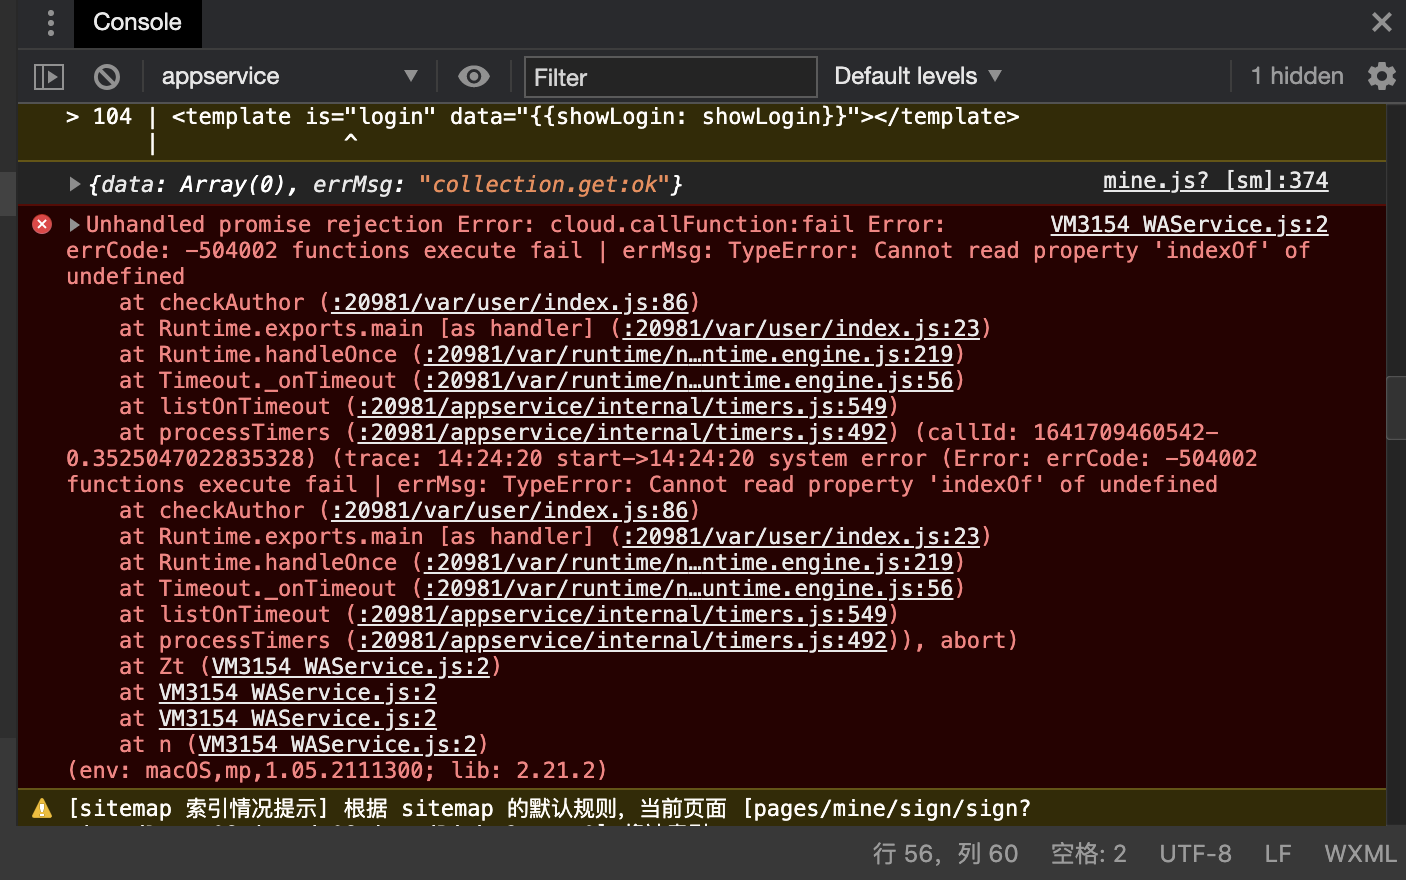 Console
appservice
Filter
Default levels
1 hidden
> 104 | <template is="login" data="{{showLogin: showLogin}}"></template>
| ^
{data: Array(0), errMsg: "collection.get:ok"} mine.js? [sm]:374
Unhandled promise rejection Error: cloud.callFunction:fail Error: VM3154 WAService.js:2
errCode: -504002 functions execute fail | errMsg: TypeError: Cannot read property 'indexOf' of
undefined
at checkAuthor (:20981/var/user/index.js:86)
at Runtime.exports.main [as handler] (:20981/var/user/index.js:23)
at Runtime.handleOnce (:20981/var/runtime/n…ntime.engine.js:219)
at Timeout._onTimeout (:20981/var/runtime/n…untime.engine.js:56)
at listOnTimeout (:20981/appservice/internal/timers.js:549)
at processTimers (:20981/appservice/internal/timers.js:492) (callId: 1641709460542-
0.3525047022835328) (trace: 14:24:20 start->14:24:20 system error (Error: errCode: -504002
functions execute fail | errMsg: TypeError: Cannot read property 'indexOf' of undefined
at checkAuthor (:20981/var/user/index.js:86)
at Runtime.exports.main [as handler] (:20981/var/user/index.js:23)
at Runtime.handleOnce (:20981/var/runtime/n…ntime.engine.js:219)
at Timeout._onTimeout (:20981/var/runtime/n…untime.engine.js:56)
at listOnTimeout (:20981/appservice/internal/timers.js:549)
at processTimers (:20981/appservice/internal/timers.js:492)), abort)
at Zt (VM3154 WAService.js:2)
at VM3154 WAService.js:2
at VM3154 WAService.js:2
at n (VM3154 WAService.js:2)
(env: macOS,mp,1.05.2111300; lib: 2.21.2)
[sitemap 索引情况提示] 根据 sitemap 的默认规则，当前页面 [pages/mine/sign/sign?
行 56，列 60 空格: 2 UTF-8 LF WXML